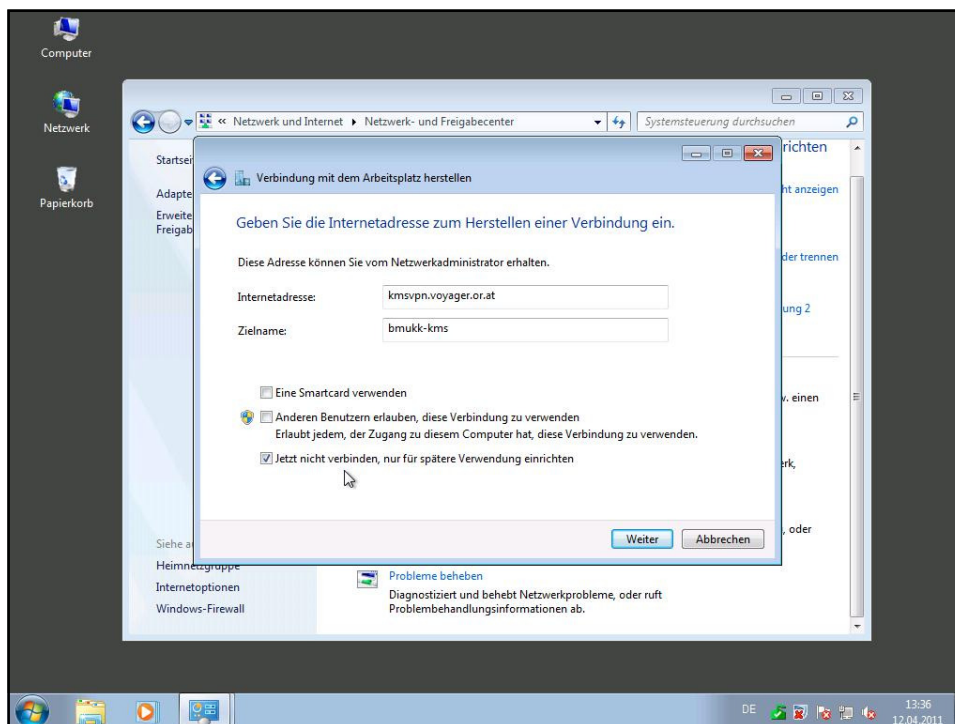 Computer
Netzwerk
Papierkorb
« Netzwerk und Internet Netzwerk- und Freigabecenter
Systemsteuerung durchsuchen
Startsei
richten
Adapte
ht anzeigen
Erweite
Freigab
der trennen
ung 2
v. einen
erk,
, oder
Verbindung mit dem Arbeitsplatz herstellen
Geben Sie die Internetadresse zum Herstellen einer Verbindung ein.
Diese Adresse können Sie vom Netzwerkadministrator erhalten.
Internetadresse: kmsvpn.voyager.or.at
Zielname: bmukk-kms
Eine Smartcard verwenden
Anderen Benutzern erlauben, diese Verbindung zu verwenden
Erlaubt jedem, der Zugang zu diesem Computer hat, diese Verbindung zu verwenden.
Jetzt nicht verbinden, nur für spätere Verwendung einrichten
Weiter Abbrechen
Siehe au
Heimnetzgruppe
Internetoptionen
Windows-Firewall
Probleme beheben
Diagnostiziert und behebt Netzwerkprobleme, oder ruft
Problembehandlungsinformationen ab.
DE
13:36
12.04.2011